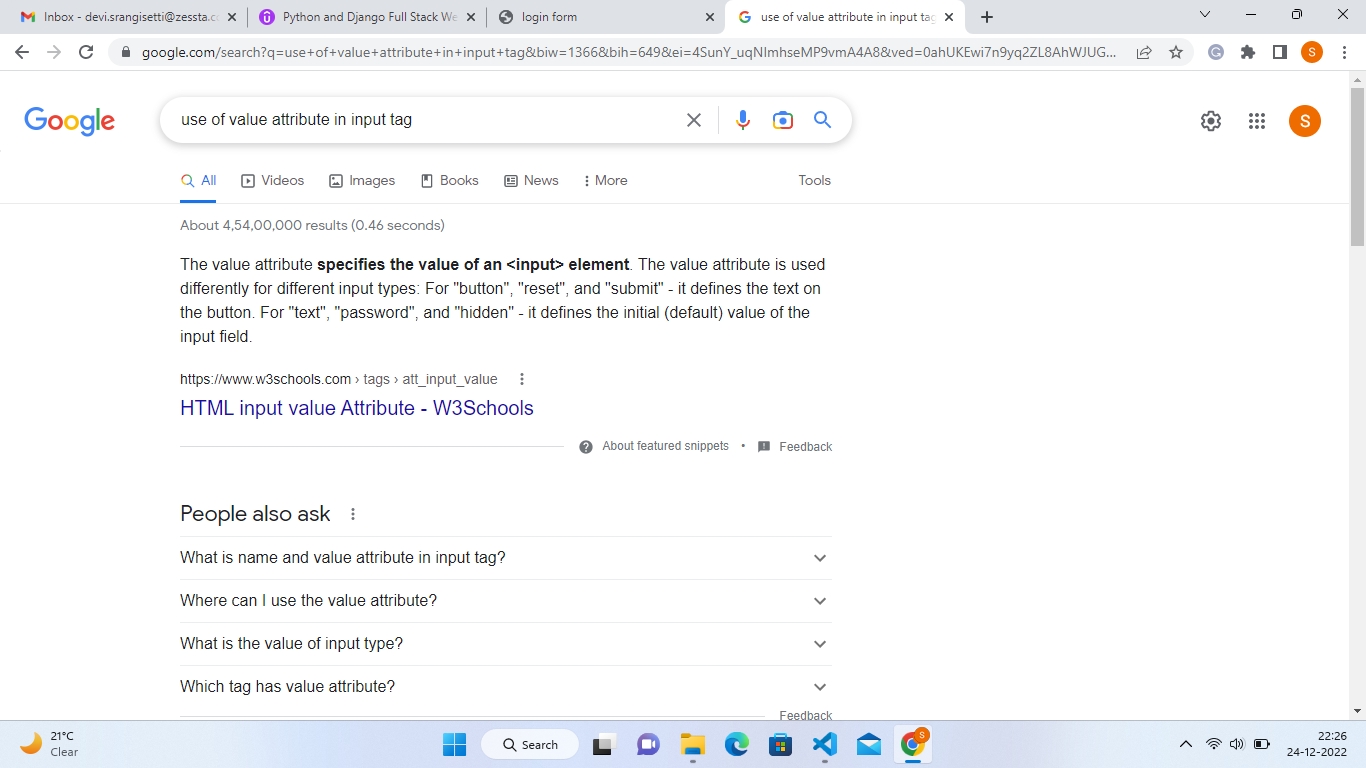 Inbox - devi.srangisetti@zessta.c
Python and Django Full Stack We
login form
use of value attribute in input tag
google.com/search?q=use+of+value+attribute+in+input+tag&biw=1366&bih=649&ei=4SunY_uqNImhseMP9vmA4A8&ved=0ahUKEwi7n9yq2ZL8AhWJUG...
S
Google
use of value attribute in input tag
S
All
Videos
Images
Books
News
More
Tools
About 4,54,00,000 results (0.46 seconds)
The value attribute specifies the value of an <input> element. The value attribute is used
differently for different input types: For "button", "reset", and "submit" - it defines the text on
the button. For "text", "password", and "hidden" - it defines the initial (default) value of the
input field.
https://www.w3schools.com › tags › att_input_value
HTML input value Attribute - W3Schools
About featured snippets • Feedback
People also ask
What is name and value attribute in input tag?
Where can I use the value attribute?
What is the value of input type?
Which tag has value attribute?
Feedback
21°C
Clear
Search
S
22:26
24-12-2022